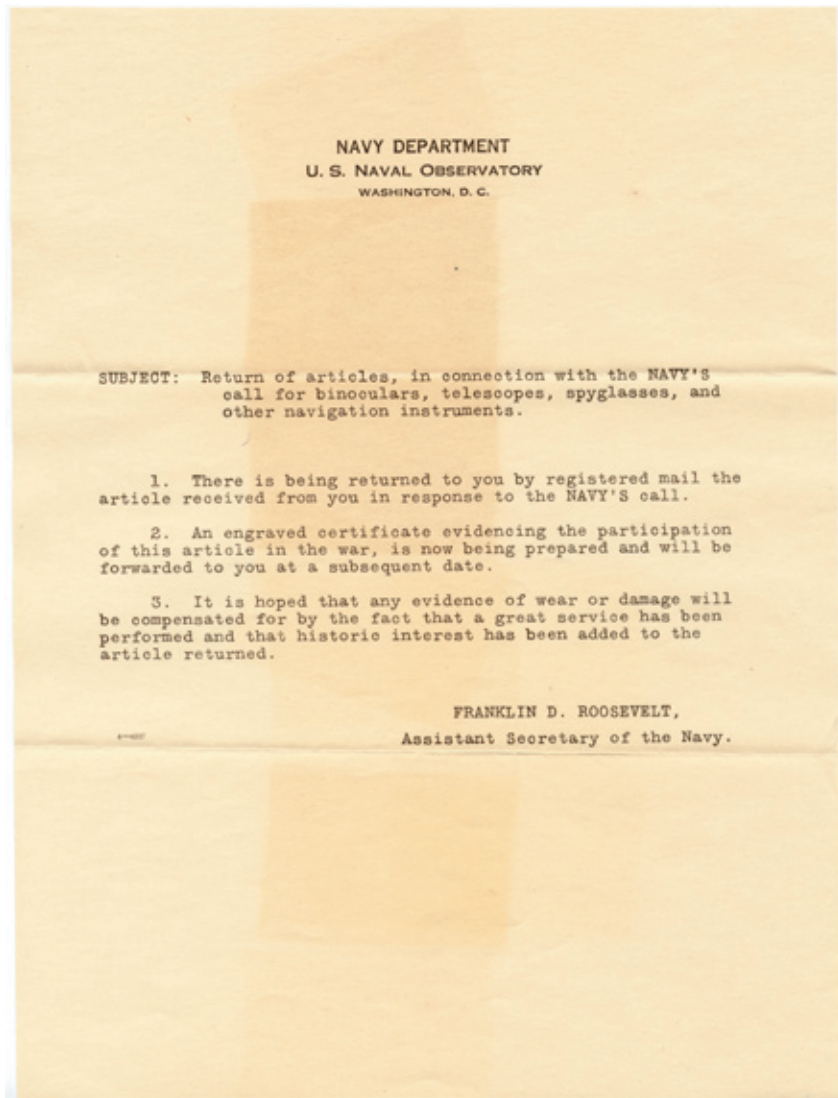 NAVY DEPARTMENT
U. S. NAVAL OBSERVATORY
WASHINGTON, D. C.
SUBJECT: Return of articles, in connection with the NAVY'S
call for binoculars, telescopes, spyglasses, and
other navigation instruments.
1. There is being returned to you by registered mail the
article received from you in response to the NAVY'S call.
2. An engraved certificate evidencing the participation
of this article in the war, is now being prepared and will be
forwarded to you at a subsequent date.
3. It is hoped that any evidence of wear or damage will
be compensated for by the fact that a great service has been
performed and that historic interest has been added to the
article returned.
FRANKLIN D. ROOSEVELT,
Assistant Secretary of the Navy.